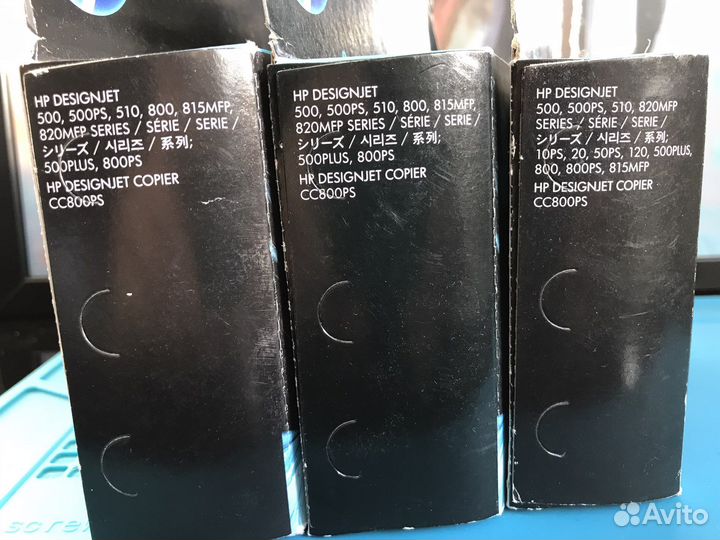 HP DESIGNJET
500, 500PS, 510, 800, 815MFP,
820MFP SERIES / SÉRIE / SERIE /
シリーズ / 시리즈 / 系列;
500PLUS, 800PS
HP DESIGNJET COPIER
CC800PS
HP DESIGNJET
500, 500PS, 510, 800, 815MFP,
820MFP SERIES / SÉRIE / SERIE /
シリーズ / 시리즈 / 系列;
500PLUS, 800PS
HP DESIGNJET COPIER
CC800PS
HP DESIGNJET
500, 500PS, 510, 820MFP
SERIES / SÉRIE / SERIE /
シリーズ / 시리즈 / 系列;
10PS, 20, 50PS, 120, 500PLUS,
800, 800PS, 815MFP
HP DESIGNJET COPIER
CC800PS
Avito